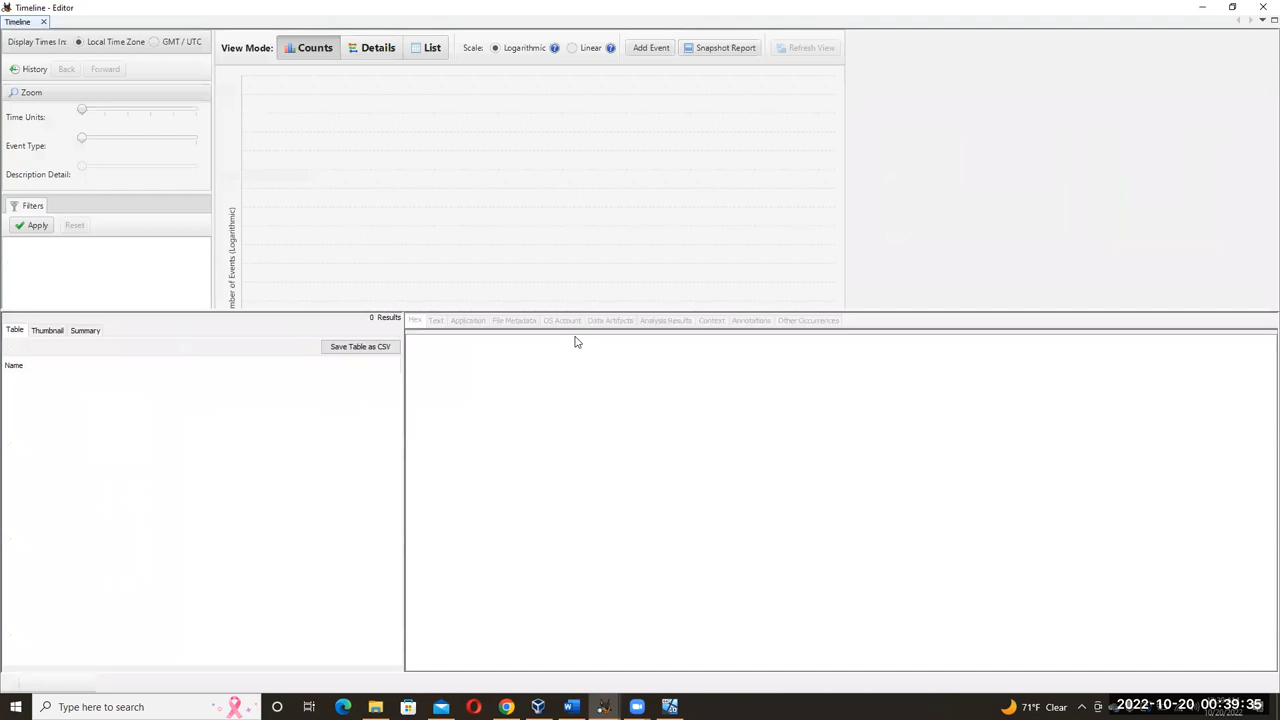 Timeline - Editor
Timeline
Display Times In: Local Time Zone GMT / UTC
View Mode: Counts Details List Scale: Logarithmic Linear Add Event Snapshot Report Refresh View
History Back Forward
Zoom
Time Units:
Event Type:
Description Detail:
Filters
Apply Reset
mber of Events (Logarithmic)
0 Results
Table Thumbnail Summary
Save Table as CSV
Name
Hex Text Application File Metadata OS Account Data Artifacts Analysis Results Context Annotations Other Occurrences
Type here to search
71°F Clear
2022-10-20 00:39:35
10/20/2022